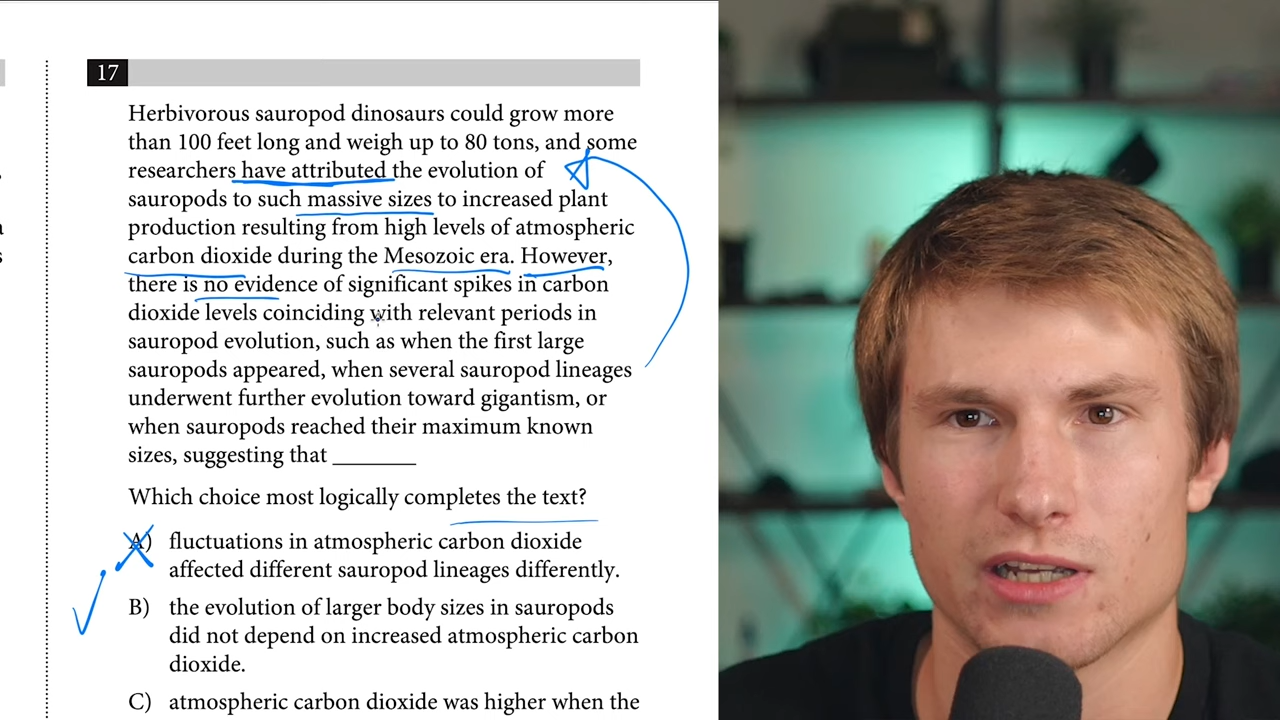 17
Herbivorous sauropod dinosaurs could grow more
than 100 feet long and weigh up to 80 tons, and some
researchers have attributed the evolution of
sauropods to such massive sizes to increased plant
production resulting from high levels of atmospheric
carbon dioxide during the Mesozoic era. However,
there is no evidence of significant spikes in carbon
dioxide levels coinciding with relevant periods in
sauropod evolution, such as when the first large
sauropods appeared, when several sauropod lineages
underwent further evolution toward gigantism, or
when sauropods reached their maximum known
sizes, suggesting that ______
Which choice most logically completes the text?
A) fluctuations in atmospheric carbon dioxide
affected different sauropod lineages differently.
B) the evolution of larger body sizes in sauropods
did not depend on increased atmospheric carbon
dioxide.
C) atmospheric carbon dioxide was higher when the